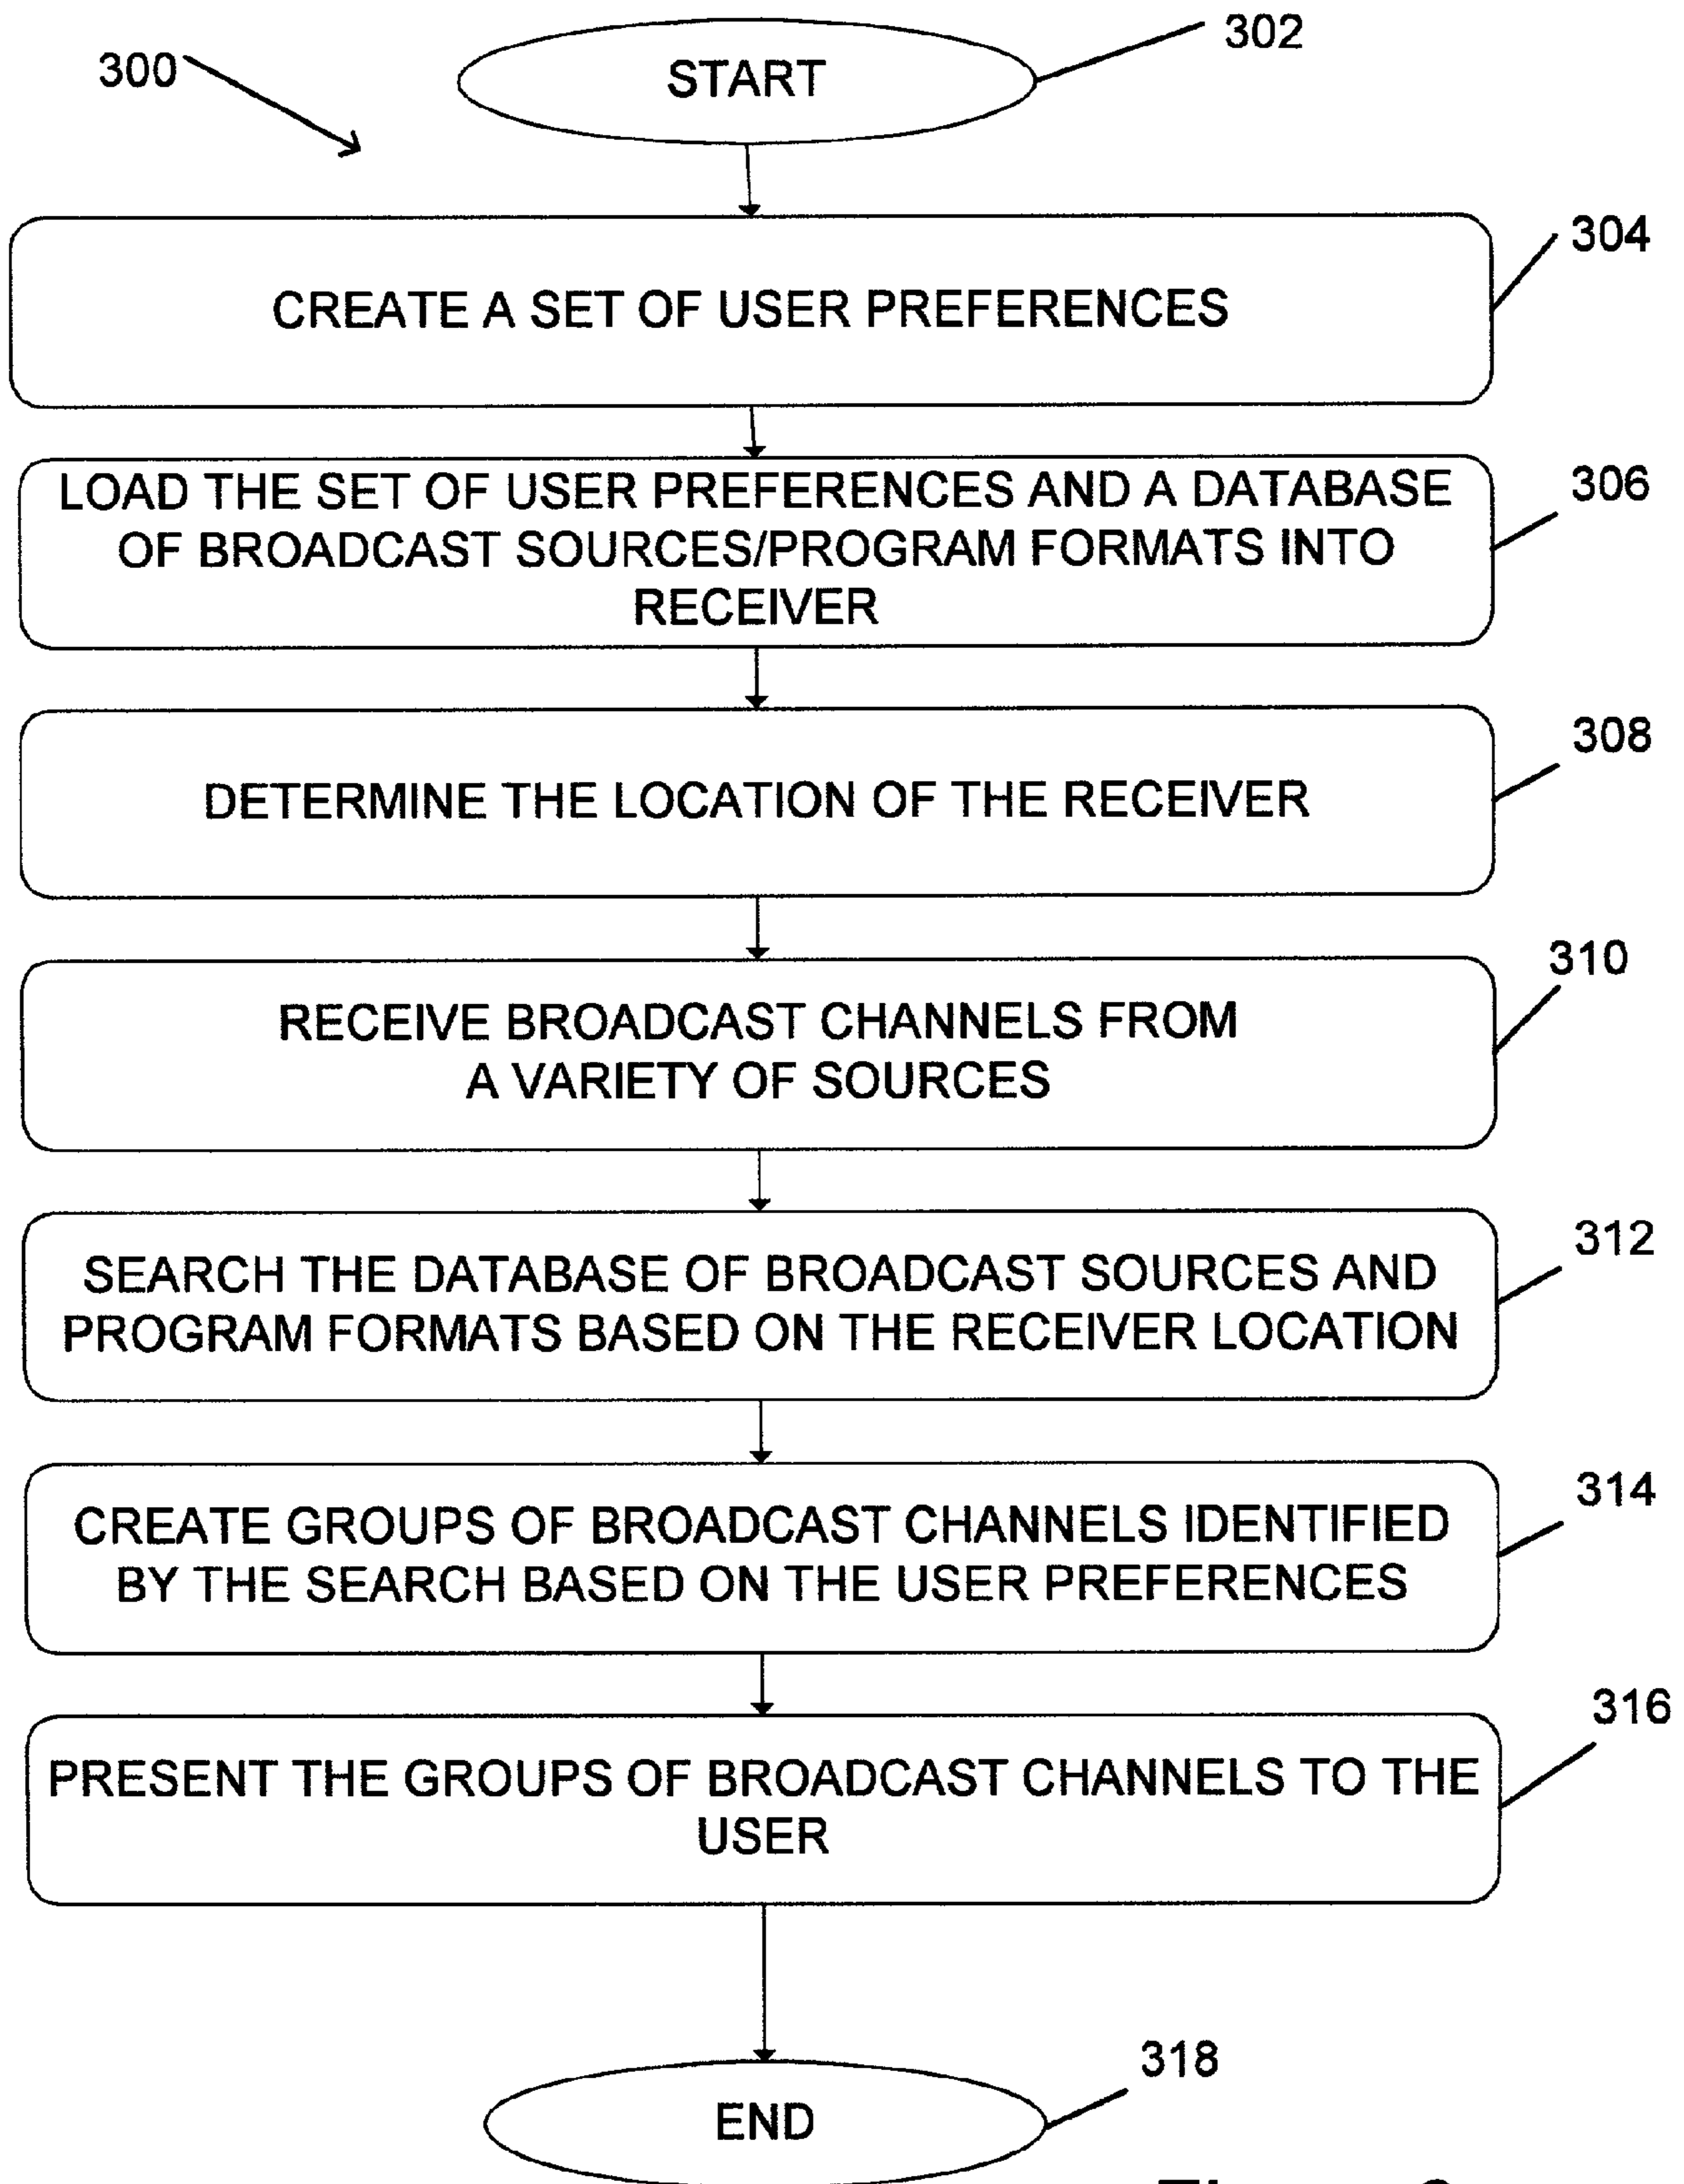 300
START
302
304
CREATE A SET OF USER PREFERENCES
306
LOAD THE SET OF USER PREFERENCES AND A DATABASE
OF BROADCAST SOURCES/PROGRAM FORMATS INTO
RECEIVER
308
DETERMINE THE LOCATION OF THE RECEIVER
310
RECEIVE BROADCAST CHANNELS FROM
A VARIETY OF SOURCES
312
SEARCH THE DATABASE OF BROADCAST SOURCES AND
PROGRAM FORMATS BASED ON THE RECEIVER LOCATION
314
CREATE GROUPS OF BROADCAST CHANNELS IDENTIFIED
BY THE SEARCH BASED ON THE USER PREFERENCES
316
PRESENT THE GROUPS OF BROADCAST CHANNELS TO THE
USER
318
END